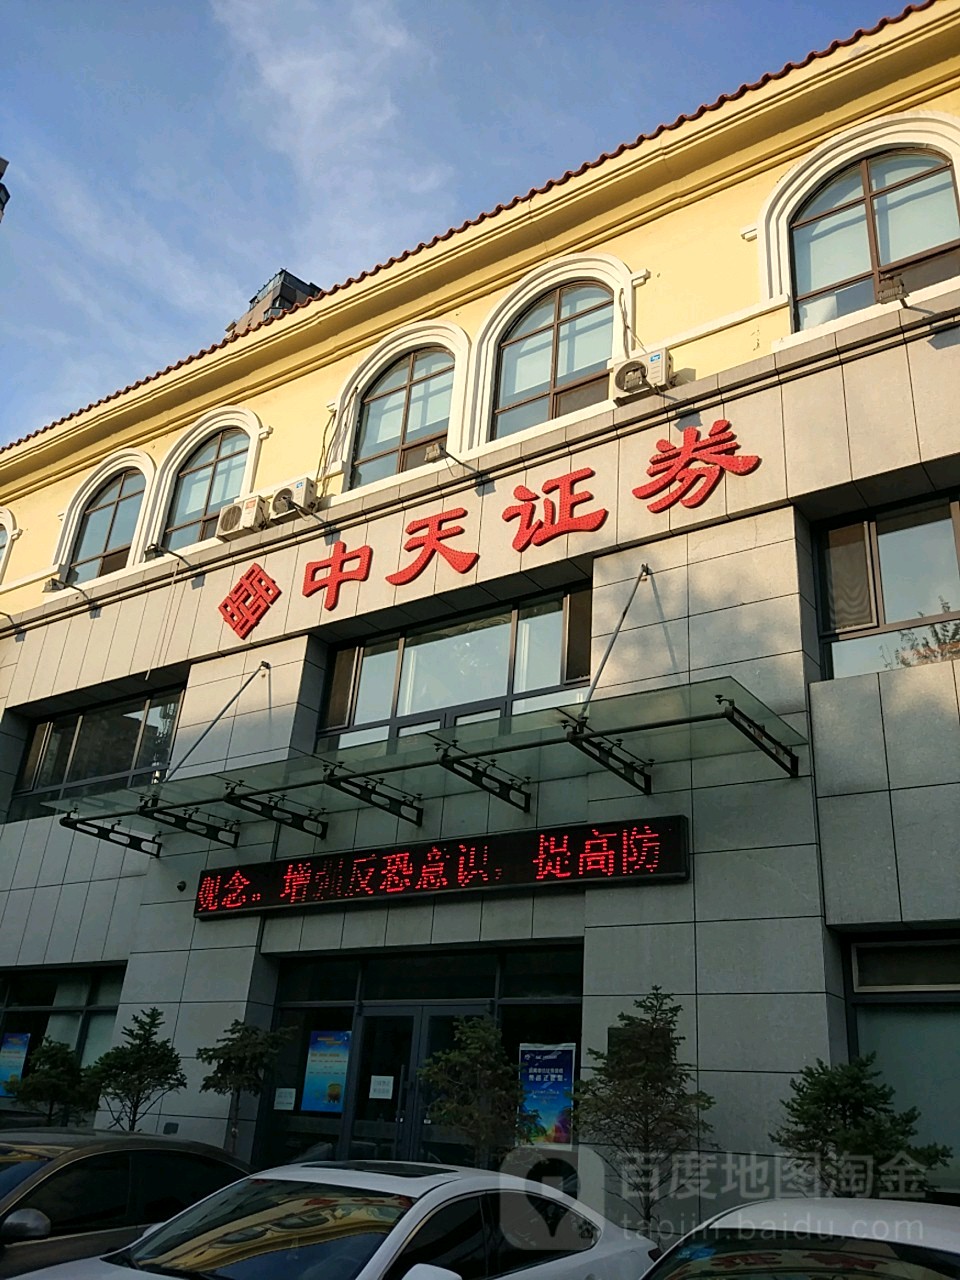 中天证券
观念。增强反恐意识，提高防
百度地图淘金
taojin.baidu.com